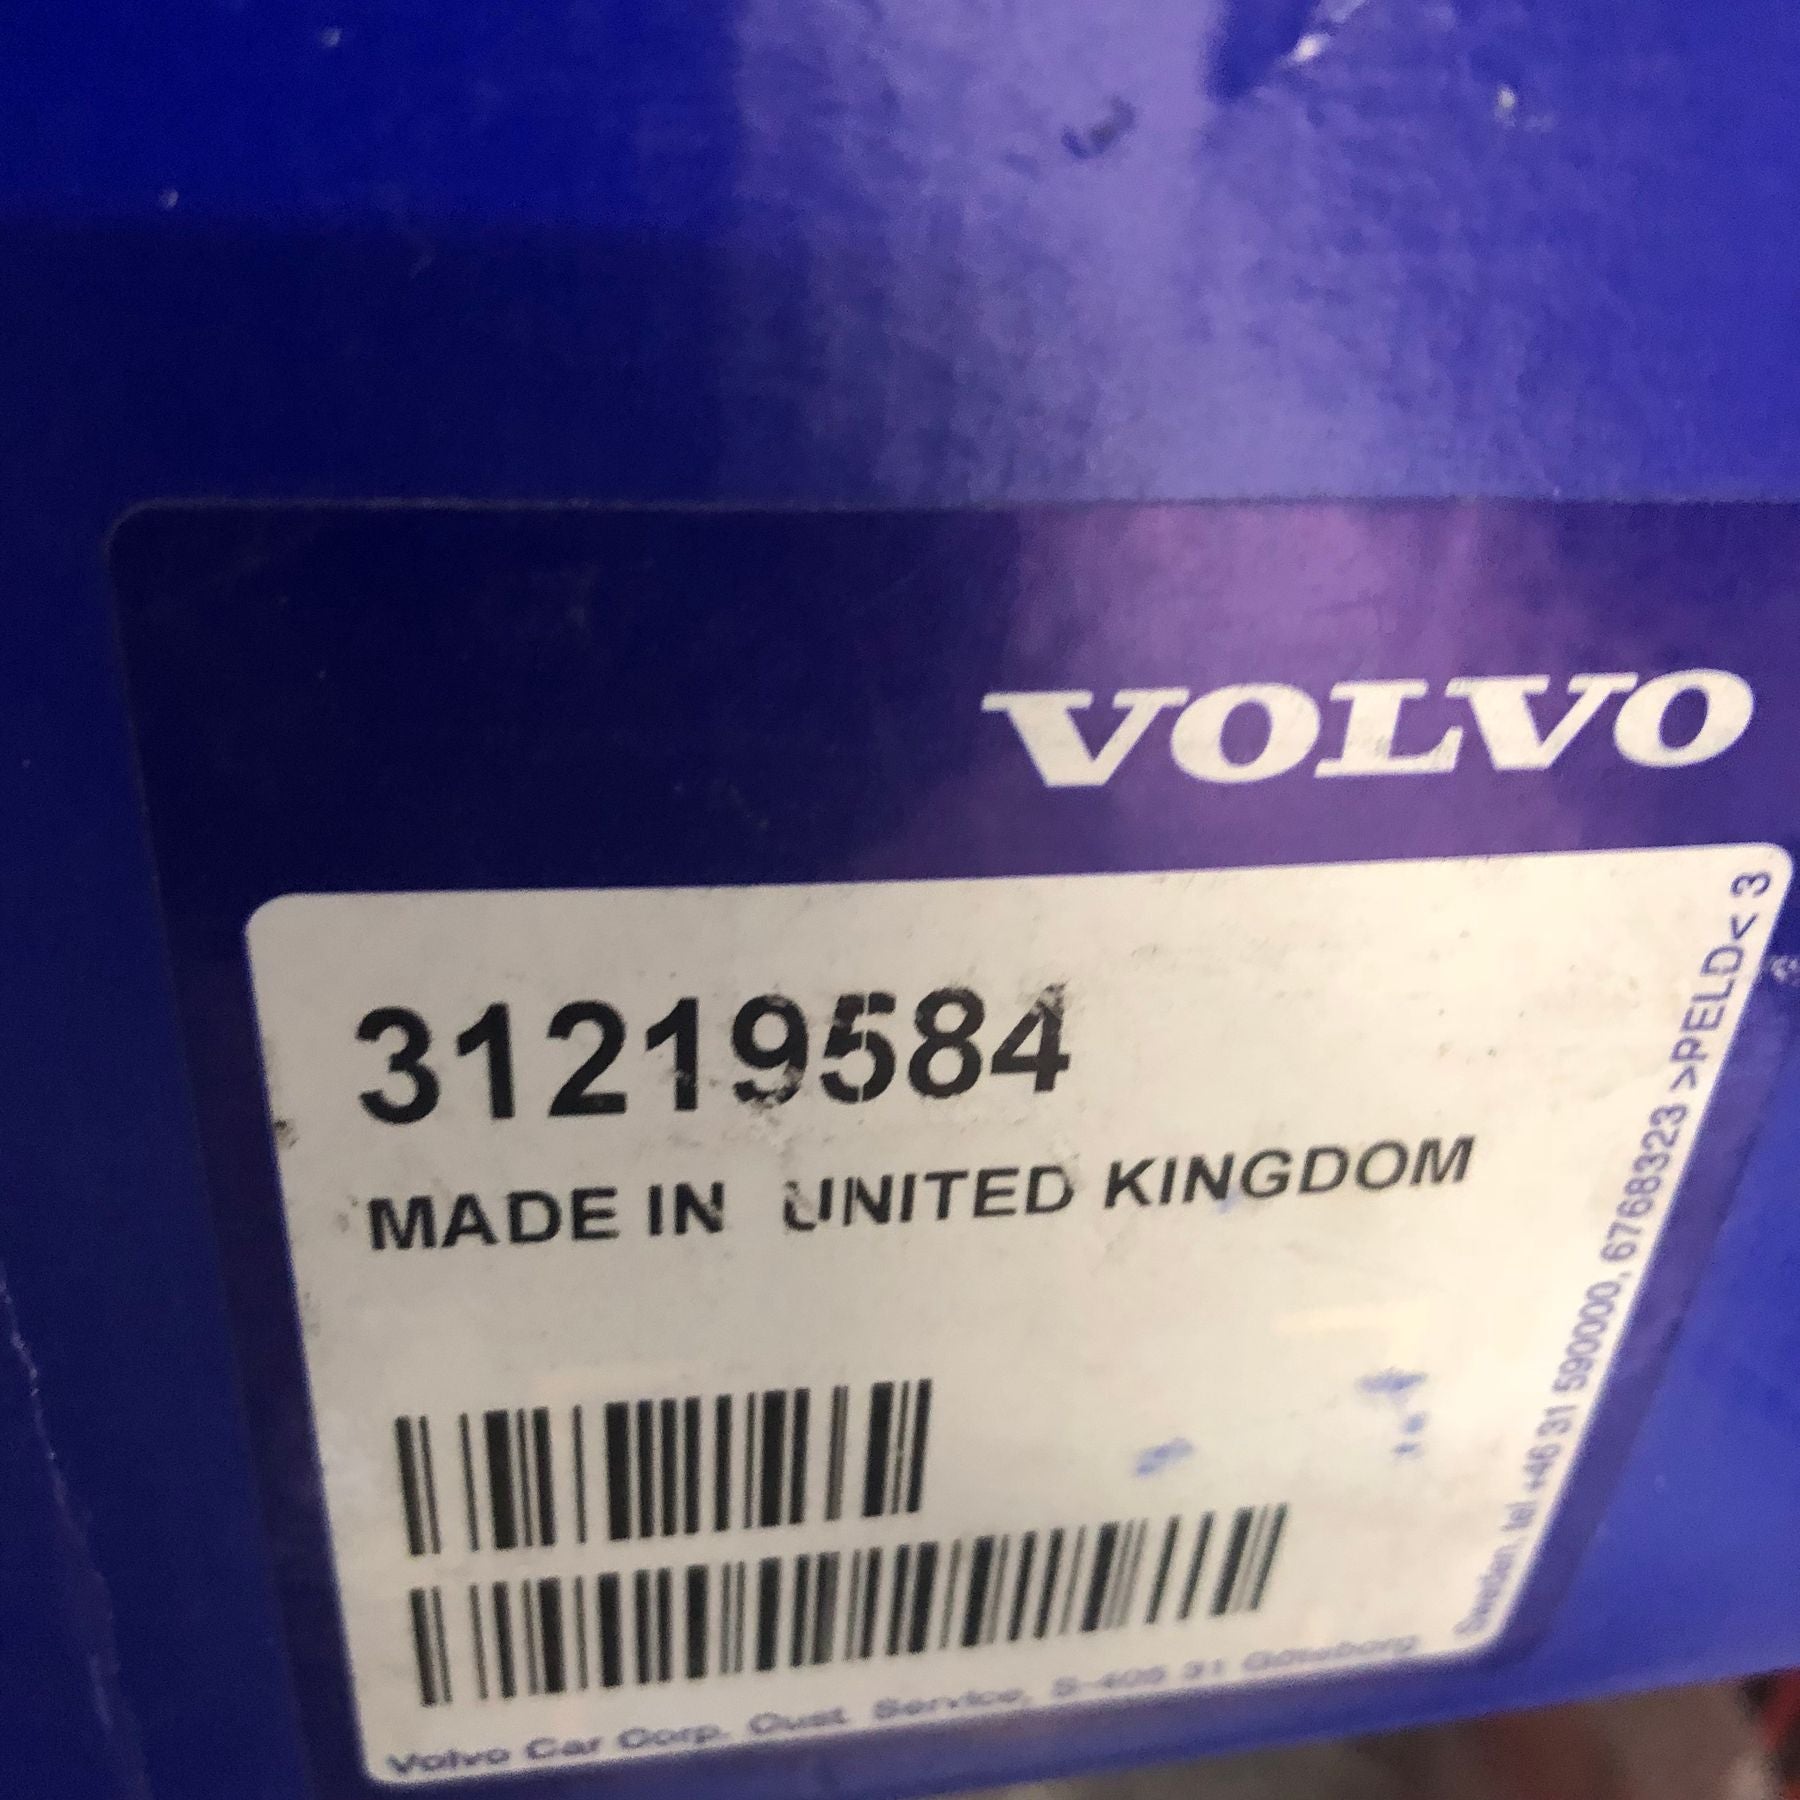 VOLVO
31219584
MADE IN UNITED KINGDOM
Volvo Car Corp. Cust. Service, S-405 31 Göteborg
Sweden. tel +46 31 590000, 6768323 >PELD< 3